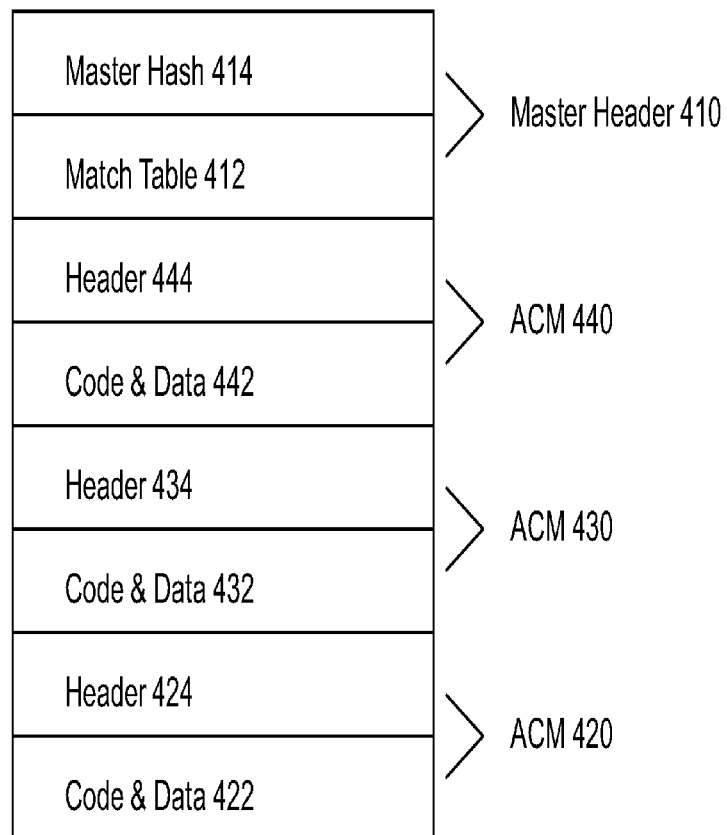 Master Hash 414
Master Header 410
Match Table 412
Header 444
ACM 440
Code & Data 442
Header 434
ACM 430
Code & Data 432
Header 424
ACM 420
Code & Data 422